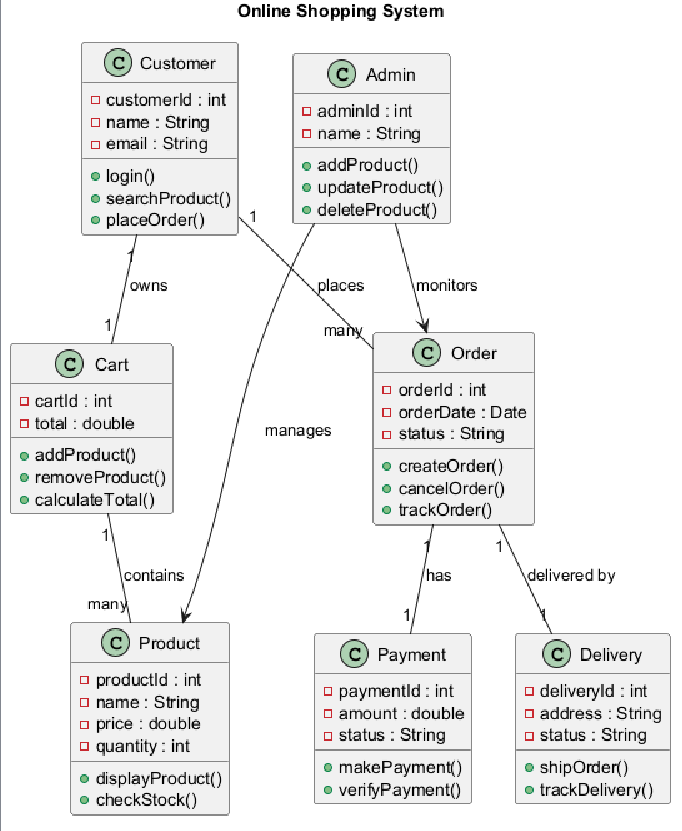 Online Shopping System
C Customer
customerId : int
name : String
email : String
login()
searchProduct()
placeOrder()
C Admin
adminId : int
name : String
addProduct()
updateProduct()
deleteProduct()
1
owns
1
1
places
many
monitors
manages
C Cart
cartId : int
total : double
addProduct()
removeProduct()
calculateTotal()
C Order
orderId : int
orderDate : Date
status : String
createOrder()
cancelOrder()
trackOrder()
1
contains
many
1
has
1
1
delivered by
1
C Product
productId : int
name : String
price : double
quantity : int
displayProduct()
checkStock()
C Payment
paymentId : int
amount : double
status : String
makePayment()
verifyPayment()
C Delivery
deliveryId : int
address : String
status : String
shipOrder()
trackDelivery()